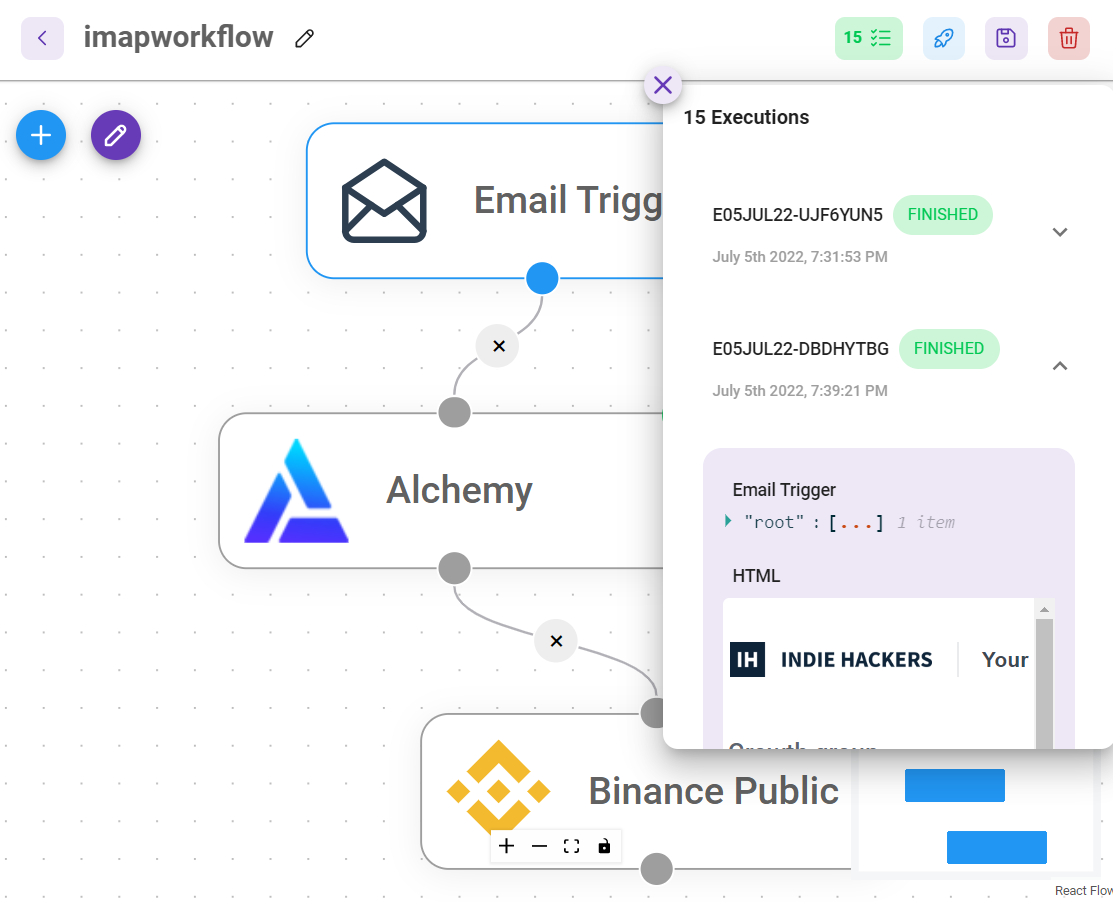 imapworkflow
15
15 Executions
Email Trigg
E05JUL22-UJF6YUN5 FINISHED
July 5th 2022, 7:31:53 PM
E05JUL22-DBDHYTBG FINISHED
July 5th 2022, 7:39:21 PM
Alchemy
Email Trigger
"root" : [...] 1 item
HTML
IH INDIE HACKERS Your
Growth group
Binance Public
React Flow